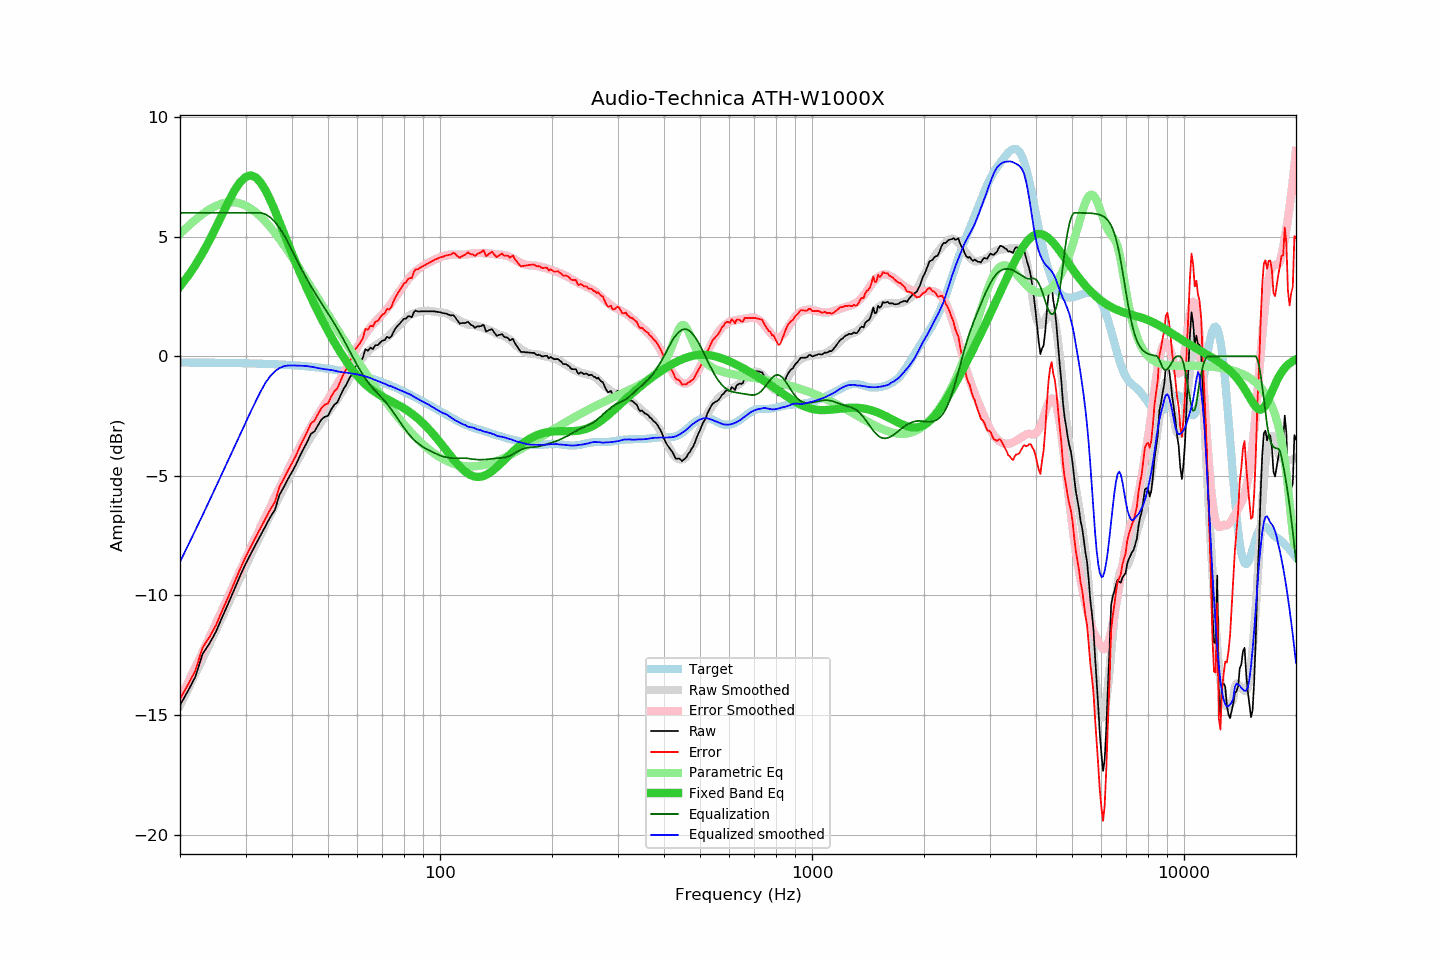 Audio-Technica ATH-W1000X
10
5
0
−5
−10
−15
−20
Amplitude (dBr)
Target
Raw Smoothed
Error Smoothed
Raw
Error
Parametric Eq
Fixed Band Eq
Equalization
Equalized smoothed
100
1000
10000
Frequency (Hz)